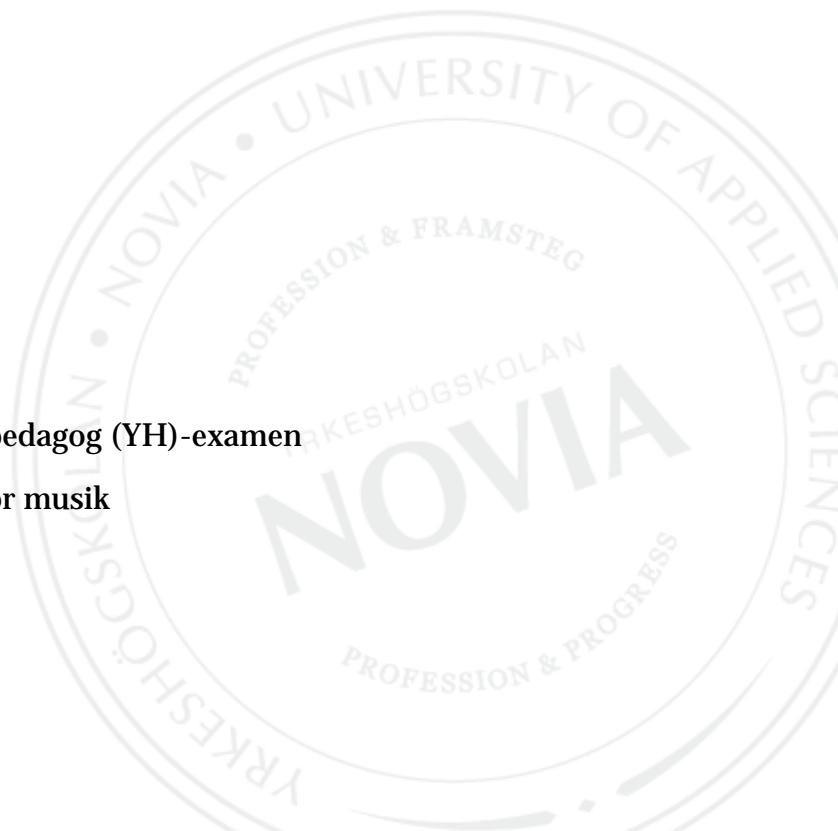 UNIVERSITY OF APPLIED SCIENCES
YRKESHÖGSKOLAN • NOVIA •
PROFESSION & FRAMSTEG
YRKESHÖGSKOLAN
NOVIA
PROFESSION & PROGRESS
pedagog (YH)-examen
or musik